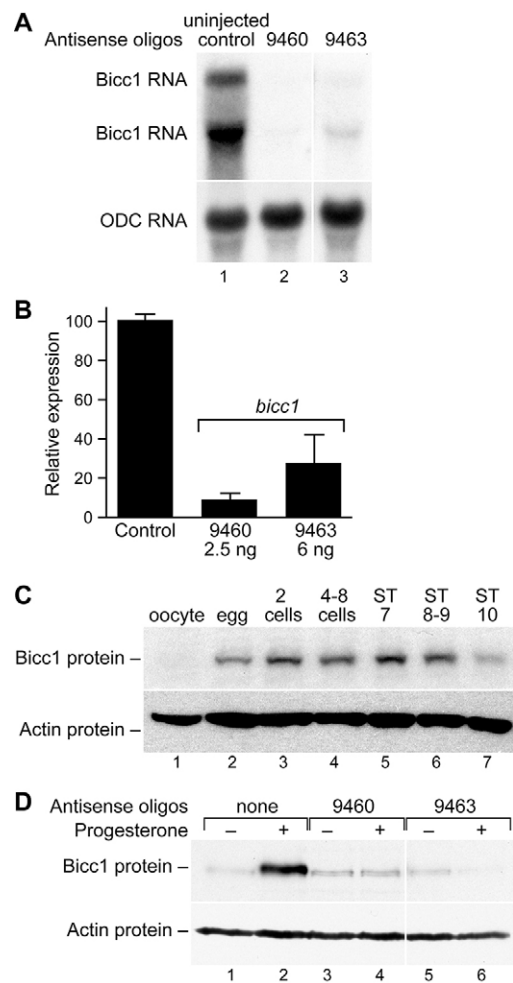 A
uninjected
Antisense oligos control 9460 9463
Bicc1 RNA
Bicc1 RNA
ODC RNA
1 2 3
B
Relative expression
100
80
60
40
20
0
bicc1
Control 9460 9463
2.5 ng 6 ng
C
2 4-8 ST ST ST
oocyte egg cells cells 7 8-9 10
Bicc1 protein –
Actin protein –
1 2 3 4 5 6 7
D
Antisense oligos none 9460 9463
Progesterone – + – + – +
Bicc1 protein –
Actin protein –
1 2 3 4 5 6